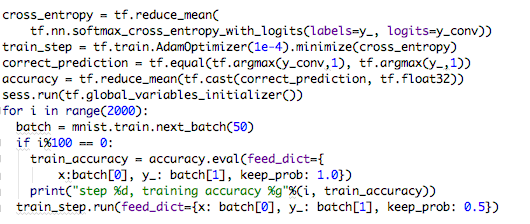 cross_entropy = tf.reduce_mean(
    tf.nn.softmax_cross_entropy_with_logits(labels=y_, logits=y_conv))
train_step = tf.train.AdamOptimizer(1e-4).minimize(cross_entropy)
correct_prediction = tf.equal(tf.argmax(y_conv,1), tf.argmax(y_,1))
accuracy = tf.reduce_mean(tf.cast(correct_prediction, tf.float32))
sess.run(tf.global_variables_initializer())
for i in range(2000):
  batch = mnist.train.next_batch(50)
  if i%100 == 0:
    train_accuracy = accuracy.eval(feed_dict={
        x:batch[0], y_: batch[1], keep_prob: 1.0})
    print("step %d, training accuracy %g"%(i, train_accuracy))
  train_step.run(feed_dict={x: batch[0], y_: batch[1], keep_prob: 0.5})